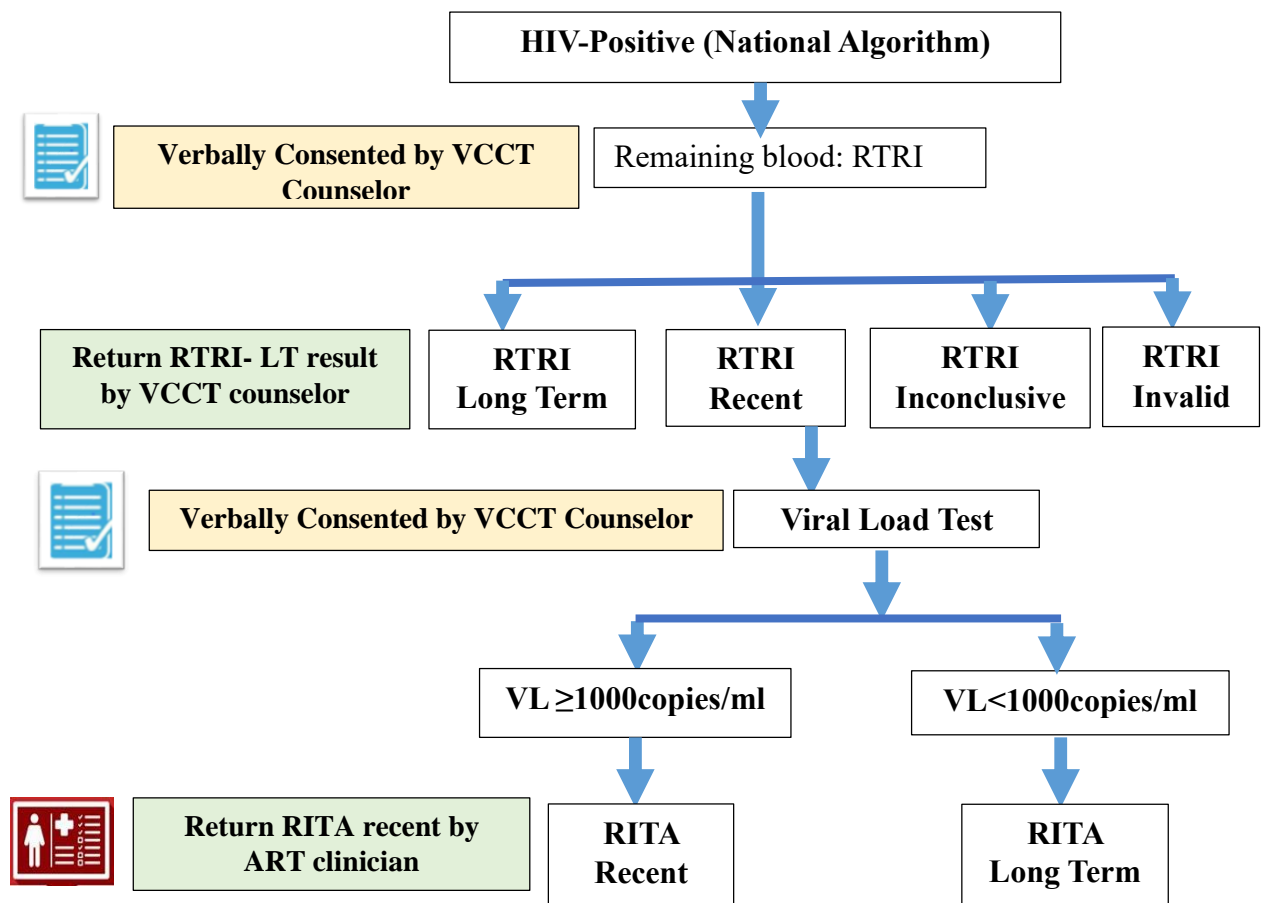 HIV-Positive (National Algorithm)
Verbally Consented by VCCT
Counselor
Remaining blood: RTRI
Return RTRI- LT result
by VCCT counselor
RTRI
Long Term
RTRI
Recent
RTRI
Inconclusive
RTRI
Invalid
Verbally Consented by VCCT Counselor
Viral Load Test
VL ≥1000copies/ml
VL<1000copies/ml
Return RITA recent by
ART clinician
RITA
Recent
RITA
Long Term